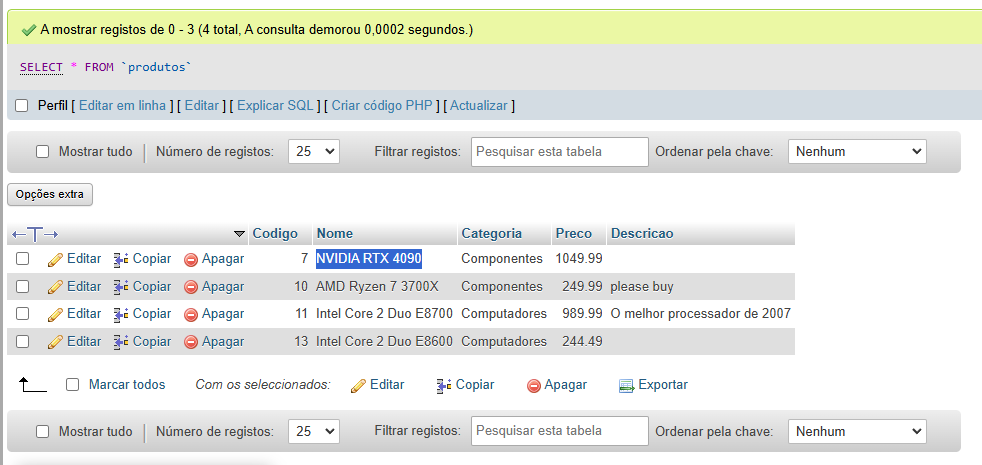 A mostrar registos de 0 - 3 (4 total, A consulta demorou 0,0002 segundos.)
SELECT * FROM `produtos`
Perfil [ Editar em linha ] [ Editar ] [ Explicar SQL ] [ Criar código PHP ] [ Actualizar ]
Mostrar tudo | Número de registos: 25 Filtrar registos: Pesquisar esta tabela Ordenar pela chave: Nenhum
Opções extra
←T→ Codigo Nome Categoria Preco Descricao
Editar Copiar Apagar 7 NVIDIA RTX 4090 Componentes 1049.99
Editar Copiar Apagar 10 AMD Ryzen 7 3700X Componentes 249.99 please buy
Editar Copiar Apagar 11 Intel Core 2 Duo E8700 Computadores 989.99 O melhor processador de 2007
Editar Copiar Apagar 13 Intel Core 2 Duo E8600 Computadores 244.49
Marcar todos Com os seleccionados: Editar Copiar Apagar Exportar
Mostrar tudo | Número de registos: 25 Filtrar registos: Pesquisar esta tabela Ordenar pela chave: Nenhum